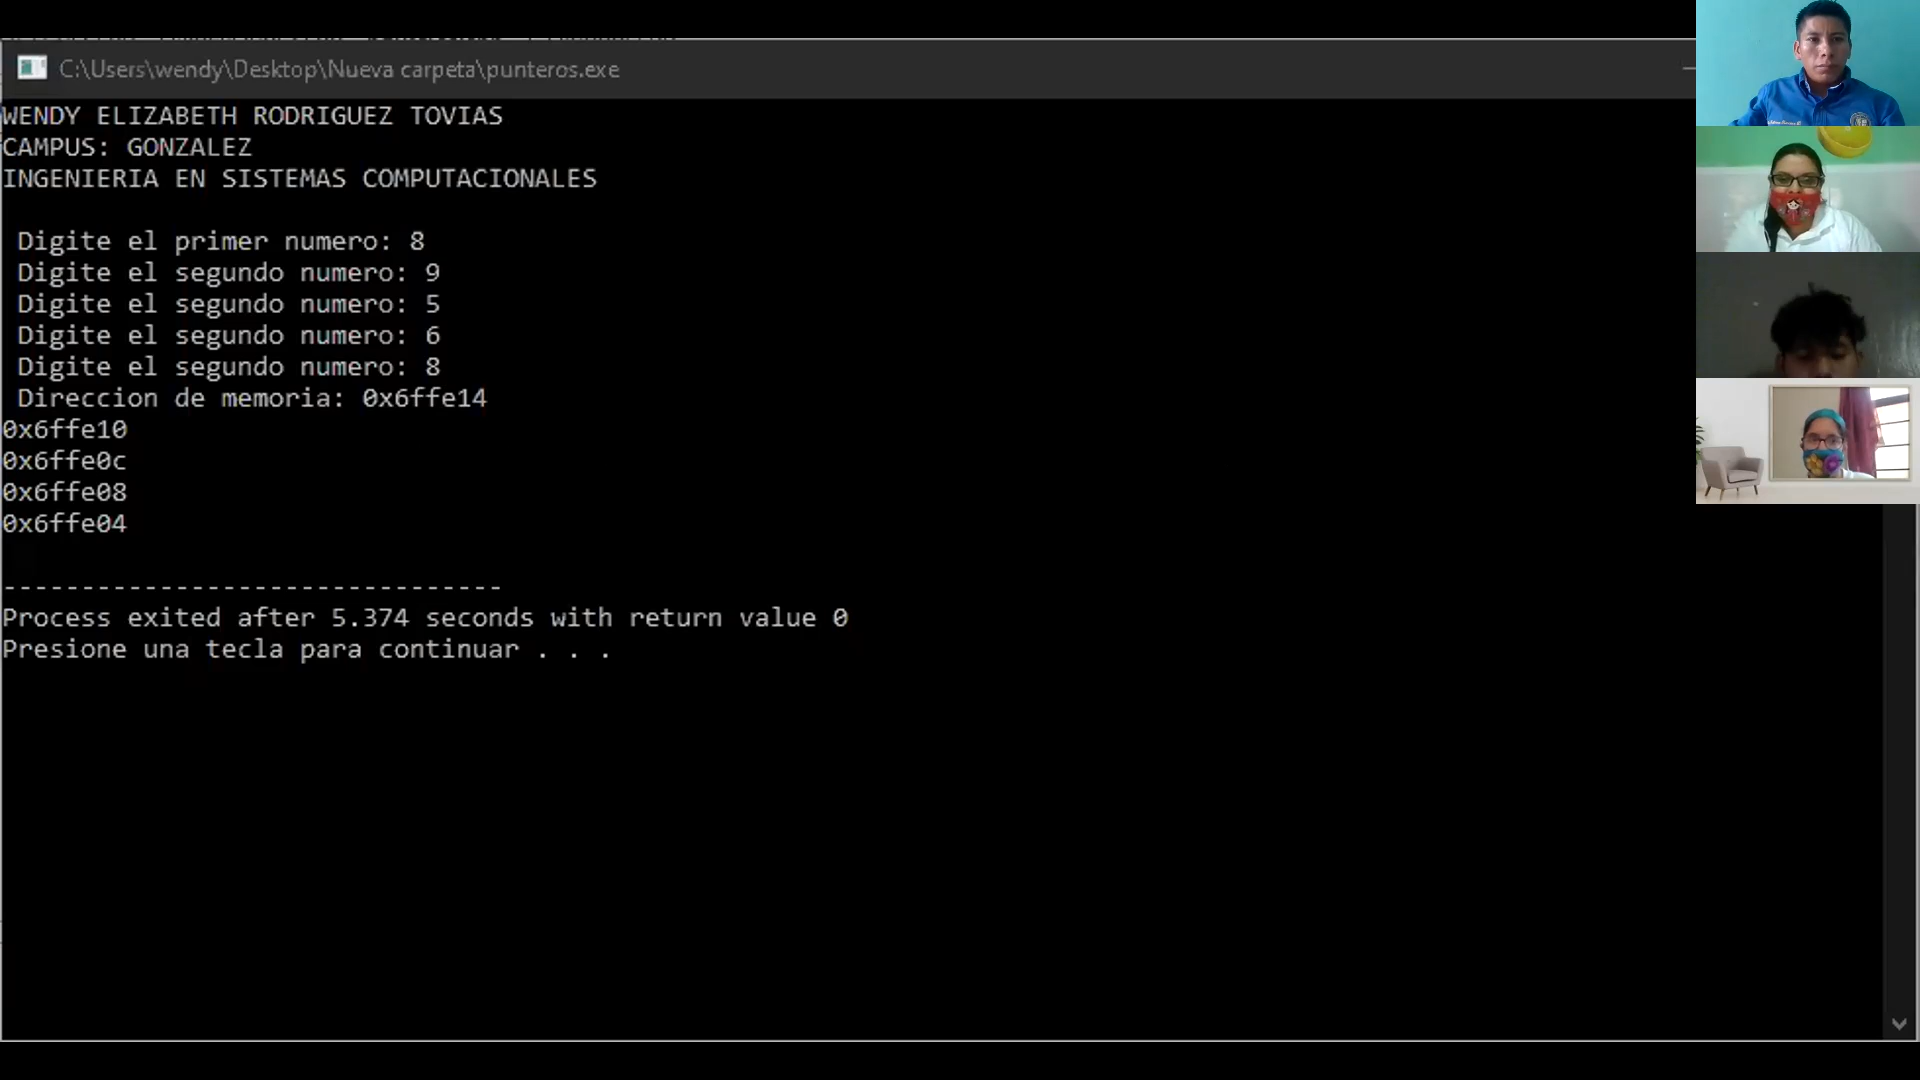 C:\Users\wendy\Desktop\Nueva carpeta\punteros.exe
WENDY ELIZABETH RODRIGUEZ TOVIAS
CAMPUS: GONZALEZ
INGENIERIA EN SISTEMAS COMPUTACIONALES
Digite el primer numero: 8
Digite el segundo numero: 9
Digite el segundo numero: 5
Digite el segundo numero: 6
Digite el segundo numero: 8
Direccion de memoria: 0x6ffe14
0x6ffe10
0x6ffe0c
0x6ffe08
0x6ffe04
--------------------------------
Process exited after 5.374 seconds with return value 0
Presione una tecla para continuar . . .